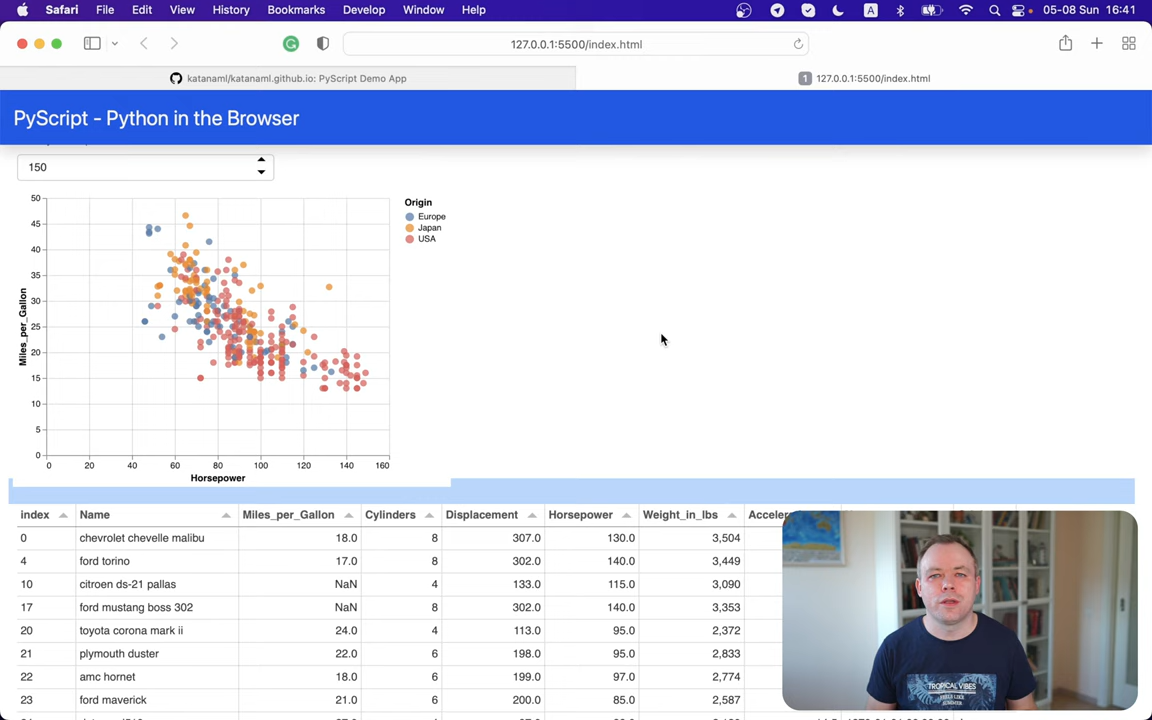 Safari File Edit View History Bookmarks Develop Window Help A 05-08 Sun 16:41
127.0.0.1:5500/index.html
katanaml/katanaml.github.io: PyScript Demo App 1 127.0.0.1:5500/index.html
PyScript - Python in the Browser
150
Origin
Europe
Japan
USA
Miles_per_Gallon
50
45
40
35
30
25
20
15
10
5
0
0 20 40 60 80 100 120 140 160
Horsepower
index Name Miles_per_Gallon Cylinders Displacement Horsepower Weight_in_lbs
0 chevrolet chevelle malibu 18.0 8 307.0 130.0 3,504
4 ford torino 17.0 8 302.0 140.0 3,449
10 citroen ds-21 pallas NaN 4 133.0 115.0 3,090
17 ford mustang boss 302 NaN 8 302.0 140.0 3,353
20 toyota corona mark ii 24.0 4 113.0 95.0 2,372
21 plymouth duster 22.0 6 198.0 95.0 2,833
22 amc hornet 18.0 6 199.0 97.0 2,774
23 ford maverick 21.0 6 200.0 85.0 2,587
TROPICAL VIBES